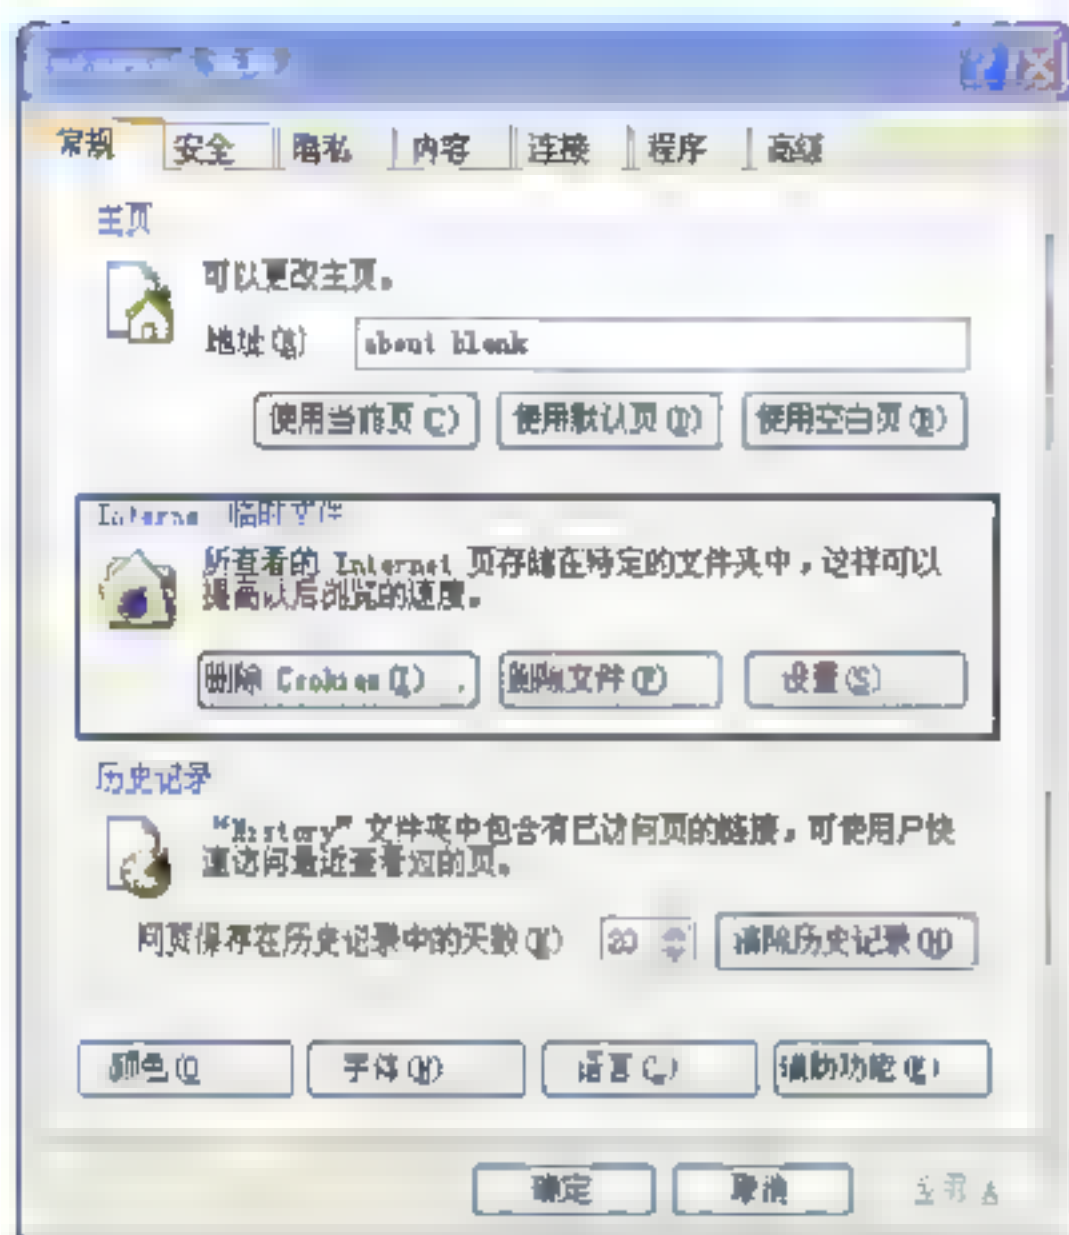 常规 安全 隐私 内容 连接 程序 高级
主页
可以更改主页。
地址(R) about blank
使用当前页(C) 使用默认页(D) 使用空白页(B)
Interne 临时文件
所查看的 Internet 页存储在特定的文件夹中，这样可以
提高以后浏览的速度。
删除 Cookies(I) 删除文件(F) 设置(S)
历史记录
“History”文件夹中包含有已访问页的链接，可使用户快
速访问最近查看过的页。
网页保存在历史记录中的天数(K) 20 清除历史记录(H)
颜色(O 字体(N) 语言(L) 辅助功能(E)
确定 取消